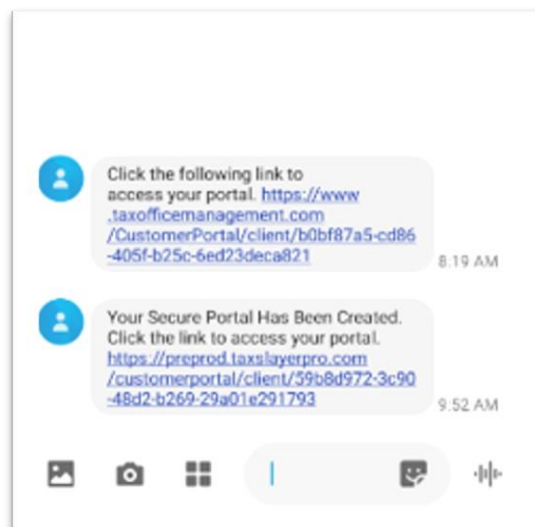 Click the following link to
access your portal. https://www
.taxofficemanagement.com
/CustomerPortal/client/b0bf87a5-cd86
-405f-b25c-6ed23deca821
8:19 AM
Your Secure Portal Has Been Created.
Click the link to access your portal.
https://preprod.taxslayerpro.com
/customerportal/client/59b8d972-3c90
-48d2-b269-29a01e291793
9:52 AM